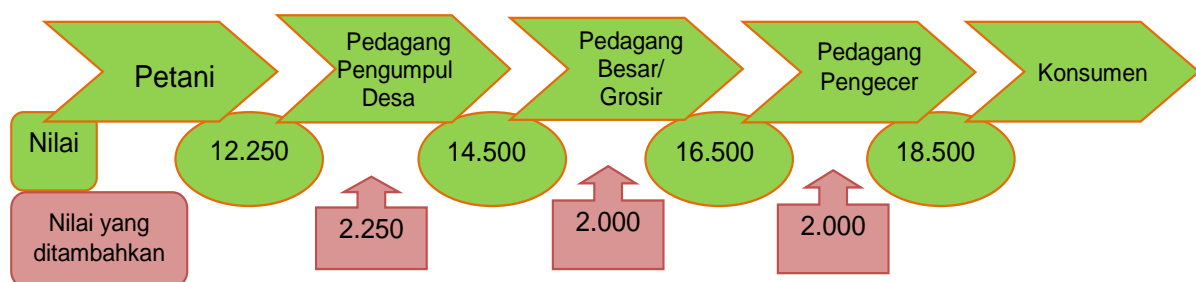 Petani
Pedagang
Pengumpul
Desa
Pedagang
Besar/
Grosir
Pedagang
Pengecer
Konsumen
Nilai
12.250
14.500
16.500
18.500
Nilai yang
ditambahkan
2.250
2.000
2.000